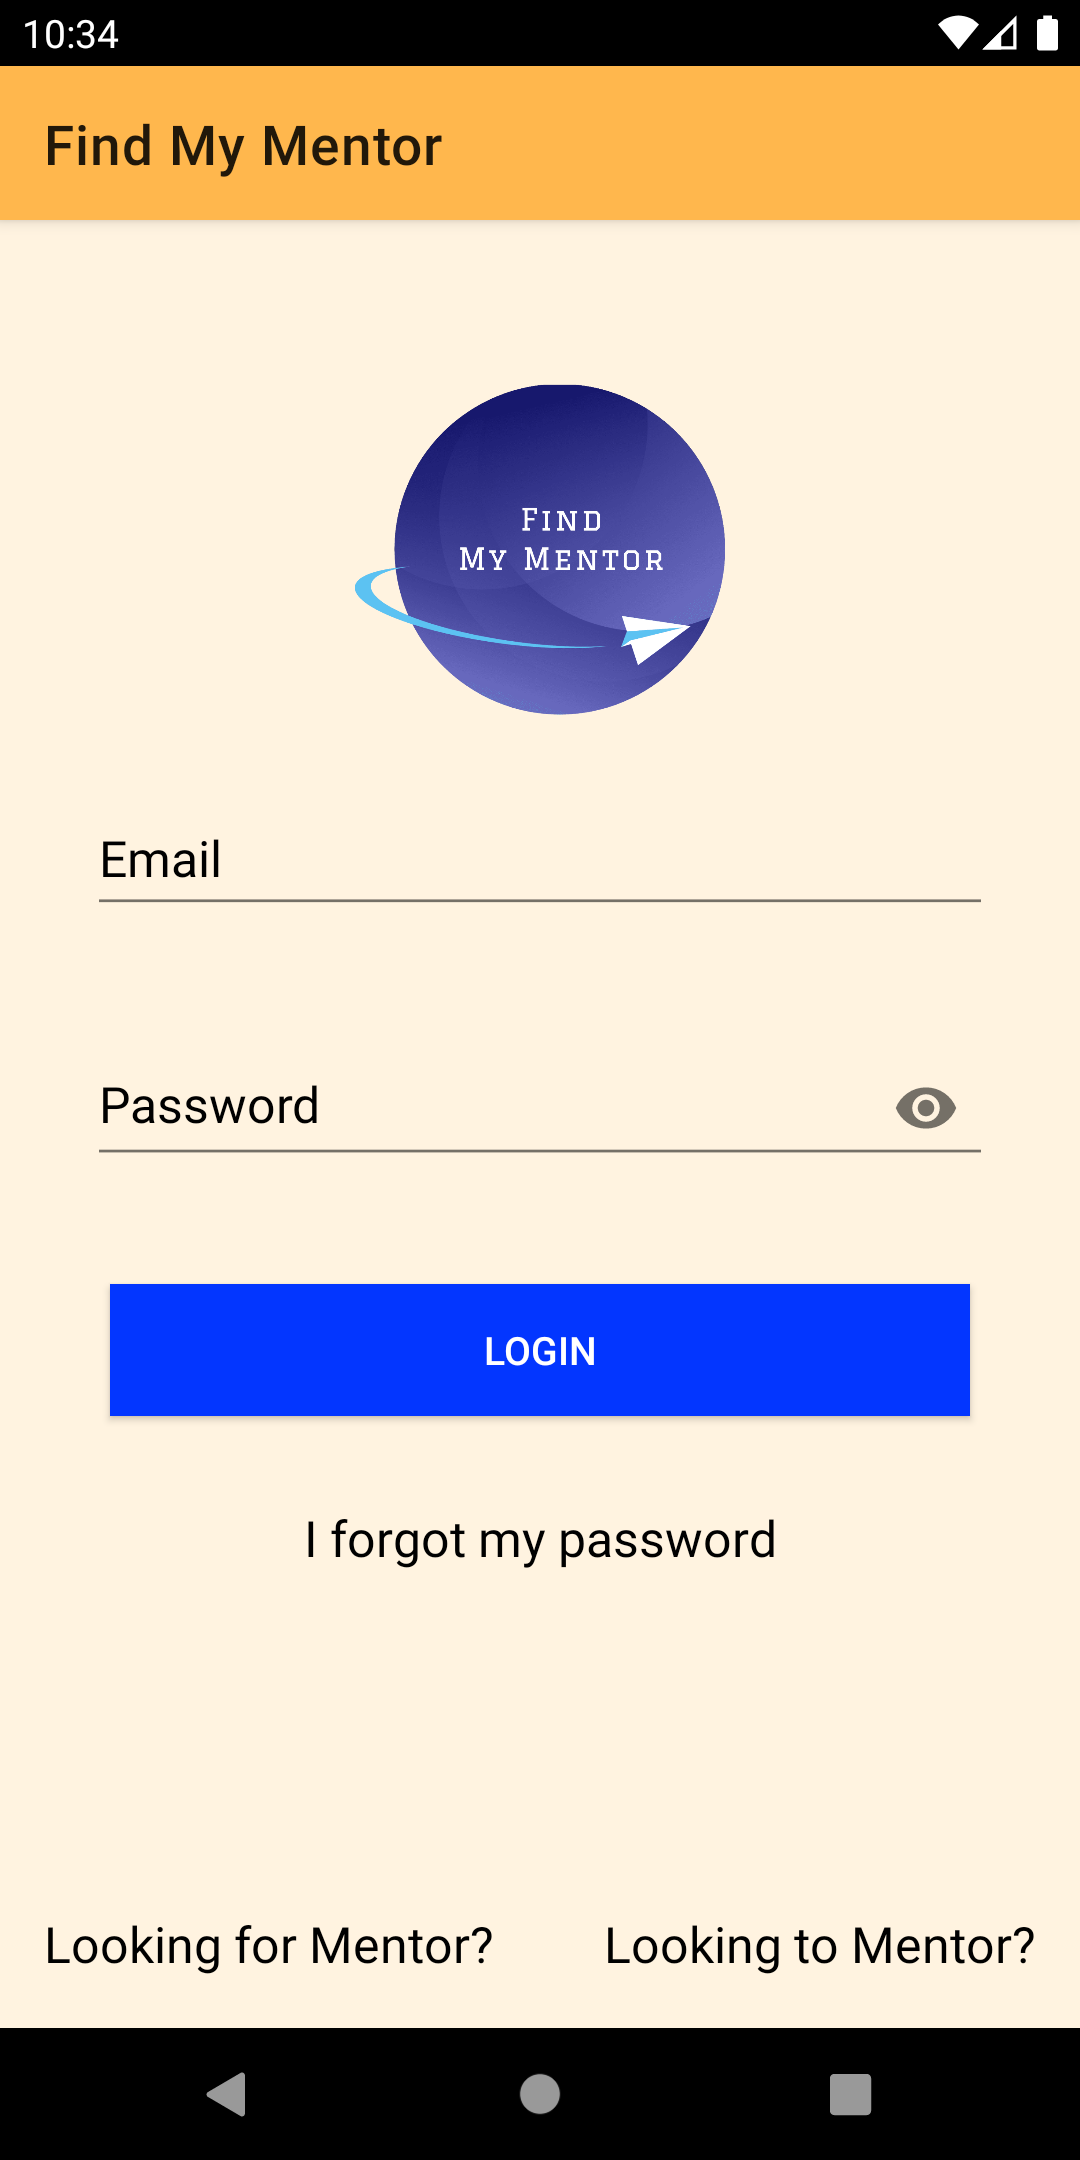 10:34
Find My Mentor
FIND
MY MENTOR
Email
Password
LOGIN
I forgot my password
Looking for Mentor?
Looking to Mentor?